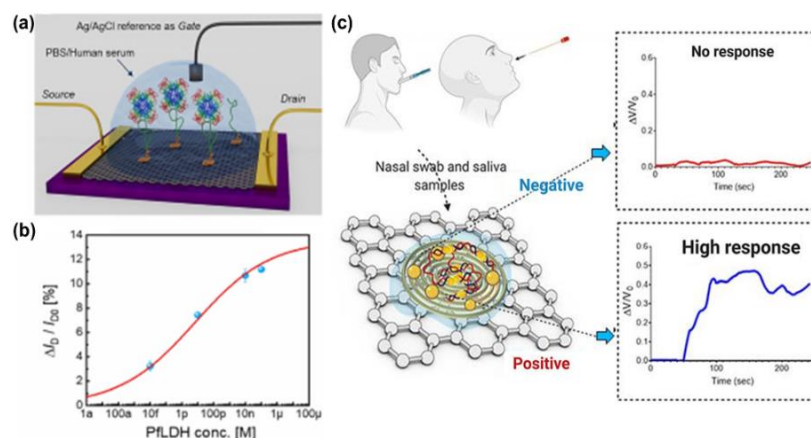 (a)
Ag/AgCl reference as Gate
PBS/Human serum
Source
Drain
(b)
14
12
10
8
6
4
2
0
ΔI_D / I_D0 [%]
1a 100a 10f 1p 100p 10n 1µ 100µ
PfLDH conc. [M]
(c)
Nasal swab and saliva
samples
Negative
Positive
No response
0.6
0.4
0.2
0.0
ΔV/V₀
0 100 200
Time (sec)
High response
0.6
0.5
0.4
0.3
0.2
0.1
0.0
ΔV/V₀
0 100 200
Time (sec)